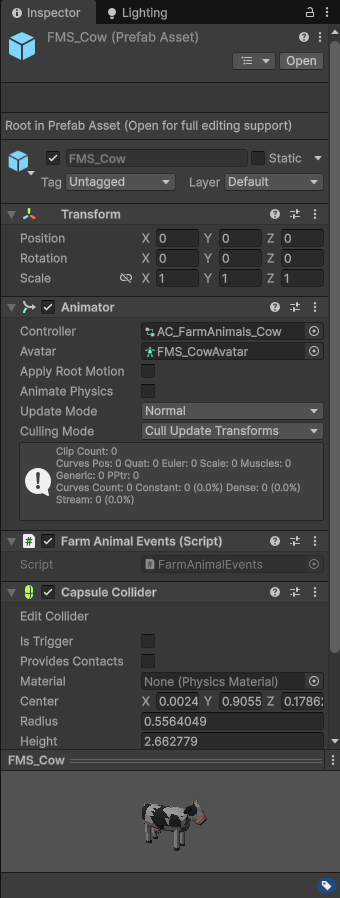 Inspector Lighting
FMS_Cow (Prefab Asset)
Open
Root in Prefab Asset (Open for full editing support)
FMS_Cow Static
Tag Untagged Layer Default
Transform
Position X 0 Y 0 Z 0
Rotation X 0 Y 0 Z 0
Scale X 1 Y 1 Z 1
Animator
Controller AC_FarmAnimals_Cow
Avatar FMS_CowAvatar
Apply Root Motion
Animate Physics
Update Mode Normal
Culling Mode Cull Update Transforms
Clip Count: 0
Curves Pos: 0 Quat: 0 Euler: 0 Scale: 0 Muscles: 0
Generic: 0 PPtr: 0
Curves Count: 0 Constant: 0 (0.0%) Dense: 0 (0.0%)
Stream: 0 (0.0%)
# Farm Animal Events (Script)
Script # FarmAnimalEvents
Capsule Collider
Edit Collider
Is Trigger
Provides Contacts
Material None (Physics Material)
Center X 0.0024 Y 0.9055 Z 0.1786
Radius 0.5564049
Height 2.662779
FMS_Cow